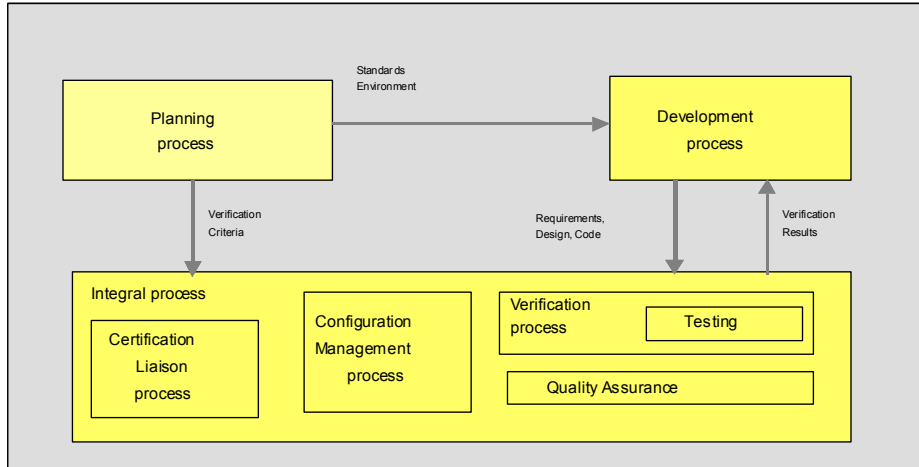 Standards
Environment
Planning
process
Development
process
Verification
Criteria
Requirements,
Design, Code
Verification
Results
Integral process
Certification
Liaison
process
Configuration
Management
process
Verification
process
Testing
Quality Assurance